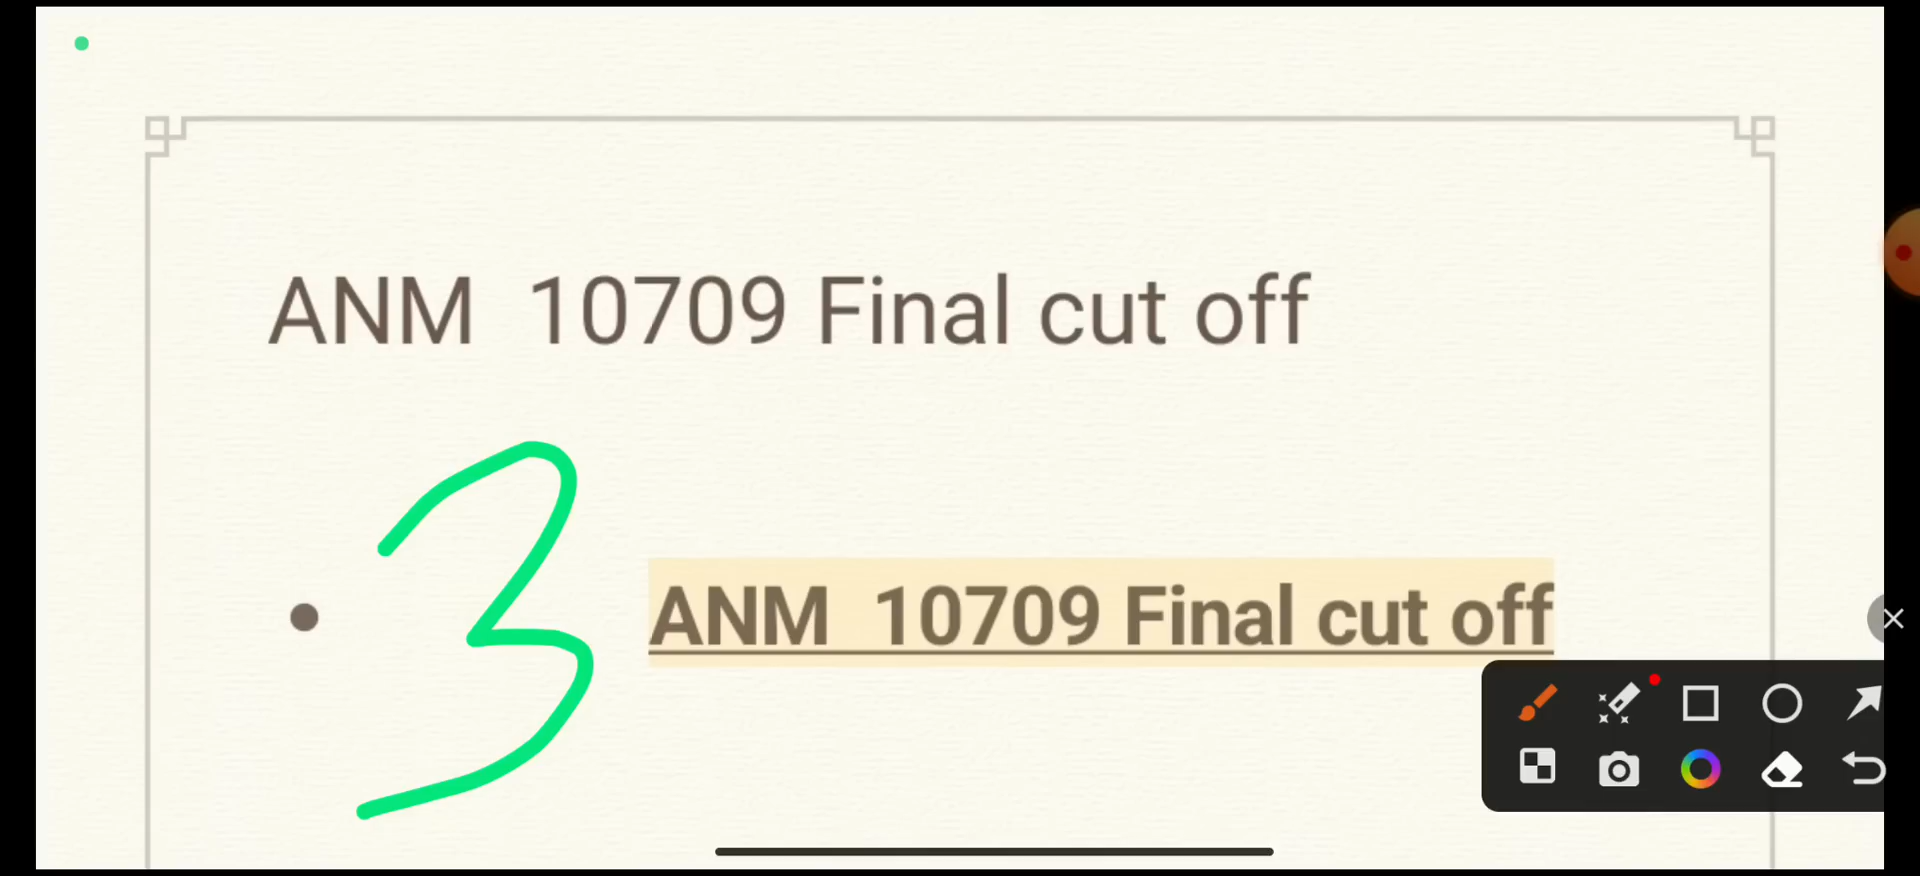 ANM 10709 Final cut off
3
• ANM 10709 Final cut off